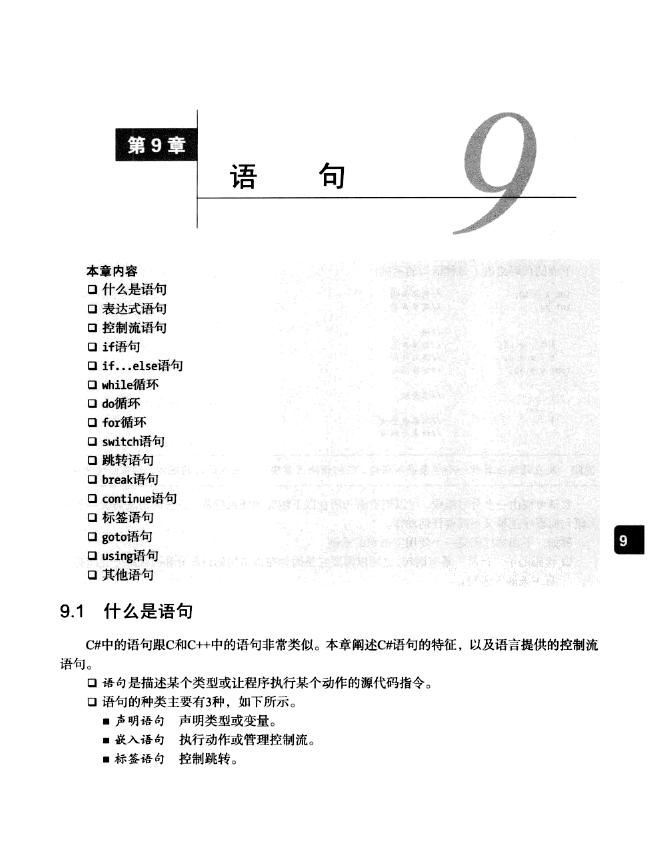 第9章
语 句
9
本章内容
❑ 什么是语句
❑ 表达式语句
❑ 控制流语句
❑ if语句
❑ if...else语句
❑ while循环
❑ do循环
❑ for循环
❑ switch语句
❑ 跳转语句
❑ break语句
❑ continue语句
❑ 标签语句
❑ goto语句
❑ using语句
❑ 其他语句
9
9.1 什么是语句
C#中的语句跟C和C++中的语句非常类似。本章阐述C#语句的特征，以及语言提供的控制流
语句。
❑ 语句是描述某个类型或让程序执行某个动作的源代码指令。
❑ 语句的种类主要有3种，如下所示。
■ 声明语句 声明类型或变量。
■ 嵌入语句 执行动作或管理控制流。
■ 标签语句 控制跳转。